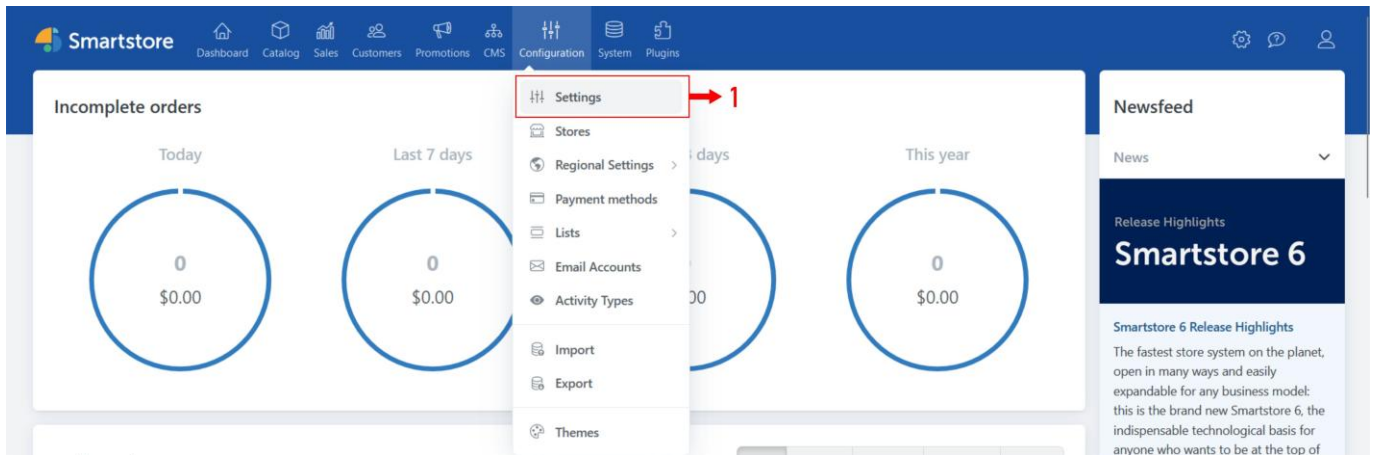 Smartstore
Dashboard Catalog Sales Customers Promotions CMS Configuration System Plugins
Incomplete orders
Today
0
$0.00
Last 7 days
0
$0.00
days
00
This year
0
$0.00
Settings
1
Stores
Regional Settings
Payment methods
Lists
Email Accounts
Activity Types
Import
Export
Themes
Newsfeed
News
Release Highlights
Smartstore 6
Smartstore 6 Release Highlights
The fastest store system on the planet,
open in many ways and easily
expandable for any business model:
this is the brand new Smartstore 6, the
indispensable technological basis for
anyone who wants to be at the top of